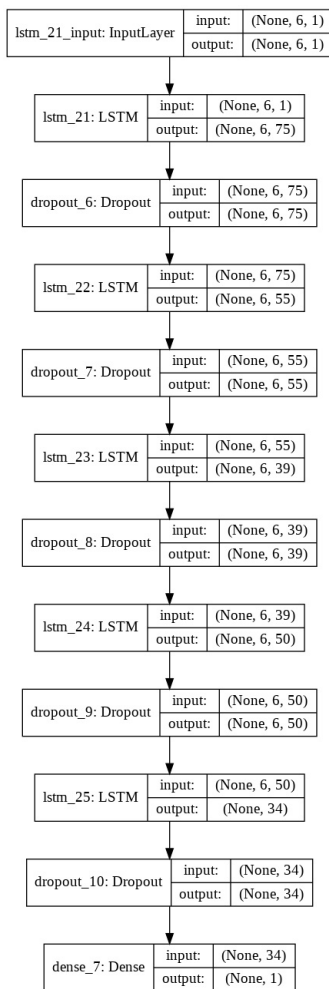 lstm_21_input: InputLayer input: (None, 6, 1)
output: (None, 6, 1)
lstm_21: LSTM input: (None, 6, 1)
output: (None, 6, 75)
dropout_6: Dropout input: (None, 6, 75)
output: (None, 6, 75)
lstm_22: LSTM input: (None, 6, 75)
output: (None, 6, 55)
dropout_7: Dropout input: (None, 6, 55)
output: (None, 6, 55)
lstm_23: LSTM input: (None, 6, 55)
output: (None, 6, 39)
dropout_8: Dropout input: (None, 6, 39)
output: (None, 6, 39)
lstm_24: LSTM input: (None, 6, 39)
output: (None, 6, 50)
dropout_9: Dropout input: (None, 6, 50)
output: (None, 6, 50)
lstm_25: LSTM input: (None, 6, 50)
output: (None, 34)
dropout_10: Dropout input: (None, 34)
output: (None, 34)
dense_7: Dense input: (None, 34)
output: (None, 1)